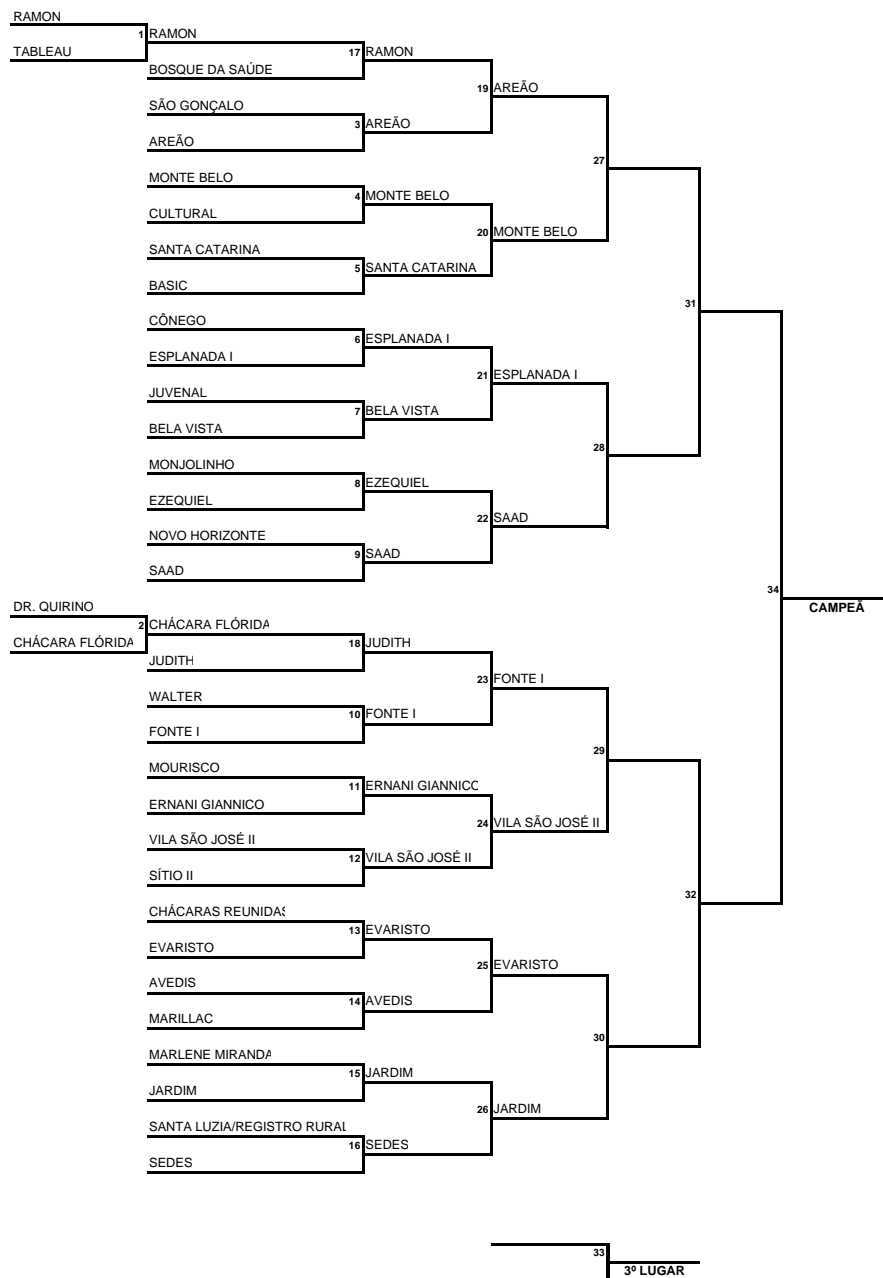 RAMON
1 RAMON
TABLEAU
17 RAMON
BOSQUE DA SAÚDE
19 AREÃO
SÃO GONÇALO
3 AREÃO
AREÃO
27
MONTE BELO
4 MONTE BELO
CULTURAL
20 MONTE BELO
SANTA CATARINA
5 SANTA CATARINA
BASIC
31
CÔNEGO
6 ESPLANADA I
ESPLANADA I
21 ESPLANADA I
JUVENAL
7 BELA VISTA
BELA VISTA
28
MONJOLINHO
8 EZEQUIEL
EZEQUIEL
22 SAAD
NOVO HORIZONTE
9 SAAD
SAAD
34
CAMPEÃ
DR. QUIRINO
2 CHÁCARA FLÓRIDA
CHÁCARA FLÓRIDA
18 JUDITH
JUDITH
23 FONTE I
WALTER
10 FONTE I
FONTE I
29
MOURISCO
11 ERNANI GIANNICO
ERNANI GIANNICO
24 VILA SÃO JOSÉ II
VILA SÃO JOSÉ II
12 VILA SÃO JOSÉ II
SÍTIO II
32
CHÁCARAS REUNIDAS
13 EVARISTO
EVARISTO
25 EVARISTO
AVEDIS
14 AVEDIS
MARILLAC
30
MARLENE MIRANDA
15 JARDIM
JARDIM
26 JARDIM
SANTA LUZIA/REGISTRO RURAL
16 SEDES
SEDES
33
3º LUGAR